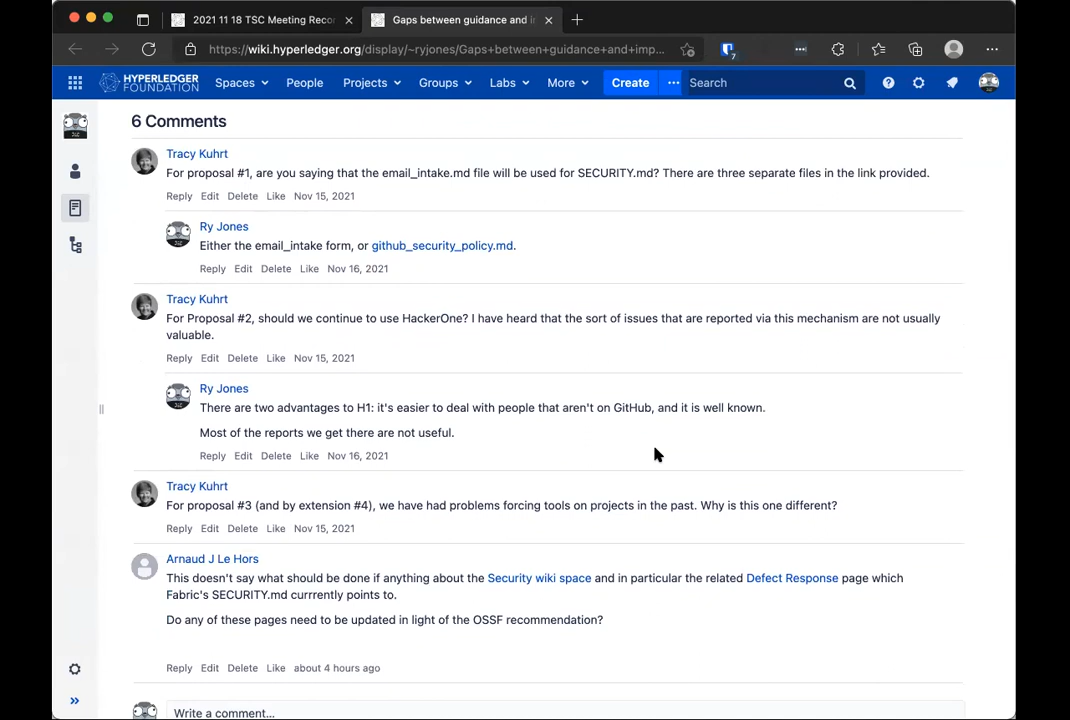 2021 11 18 TSC Meeting Recor
Gaps between guidance and i
https://wiki.hyperledger.org/display/~ryjones/Gaps+between+guidance+and+imp...
7
HYPERLEDGER
FOUNDATION
Spaces
People
Projects
Groups
Labs
More
Create
Search
6 Comments
Tracy Kuhrt
For proposal #1, are you saying that the email_intake.md file will be used for SECURITY.md? There are three separate files in the link provided.
Reply Edit Delete Like Nov 15, 2021
Ry Jones
Either the email_intake form, or github_security_policy.md.
Reply Edit Delete Like Nov 16, 2021
Tracy Kuhrt
For Proposal #2, should we continue to use HackerOne? I have heard that the sort of issues that are reported via this mechanism are not usually
valuable.
Reply Edit Delete Like Nov 15, 2021
Ry Jones
There are two advantages to H1: it's easier to deal with people that aren't on GitHub, and it is well known.
Most of the reports we get there are not useful.
Reply Edit Delete Like Nov 16, 2021
Tracy Kuhrt
For proposal #3 (and by extension #4), we have had problems forcing tools on projects in the past. Why is this one different?
Reply Edit Delete Like Nov 15, 2021
Arnaud J Le Hors
This doesn't say what should be done if anything about the Security wiki space and in particular the related Defect Response page which
Fabric's SECURITY.md currrently points to.
Do any of these pages need to be updated in light of the OSSF recommendation?
Reply Edit Delete Like about 4 hours ago
Write a comment...